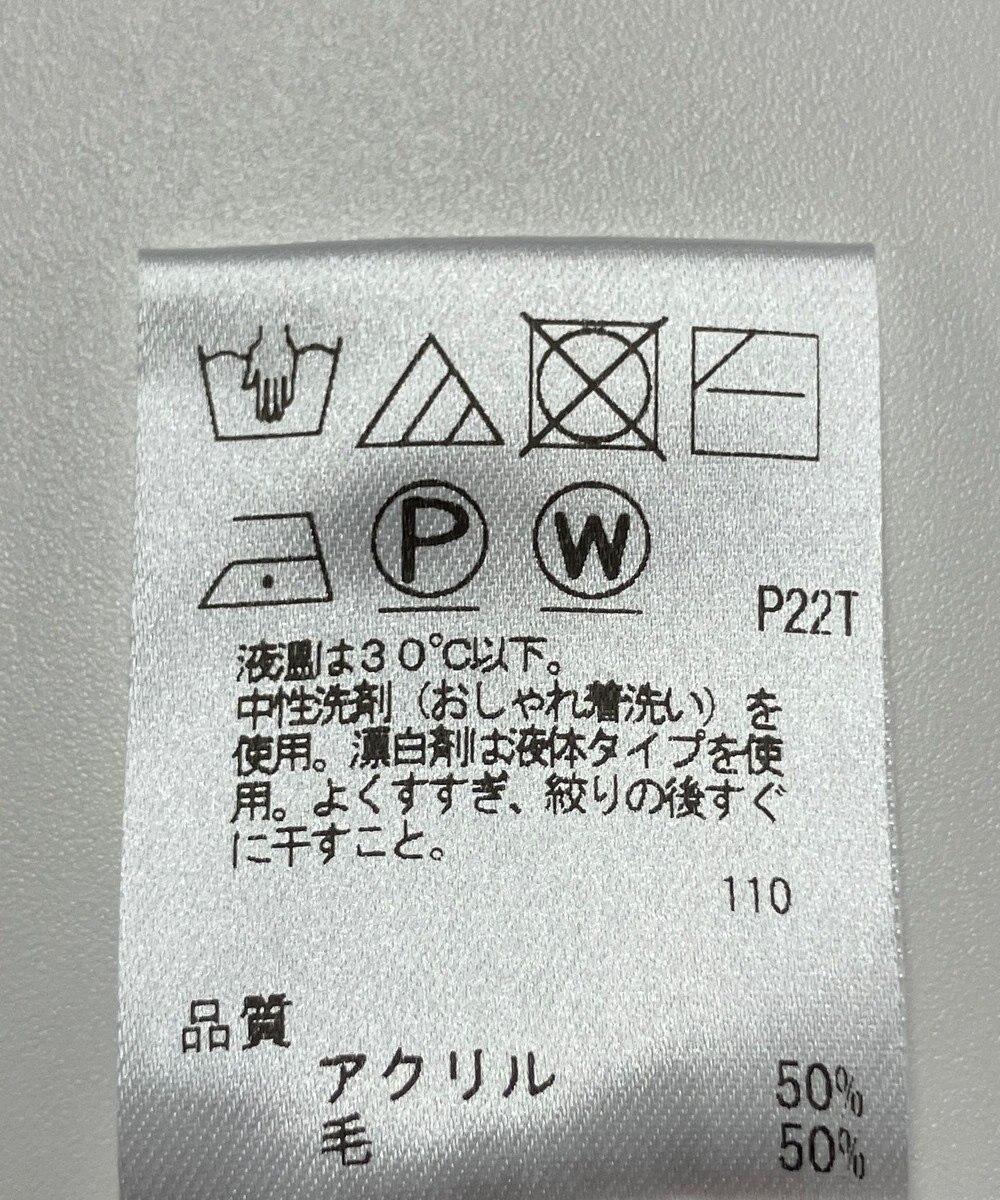 P W
P22T
液温は30℃以下。
中性洗剤（おしゃれ着洗い）を
使用。漂白剤は液体タイプを使
用。よくすすぎ、絞りの後すぐ
に干すこと。
110
品質
アクリル 50%
毛 50%